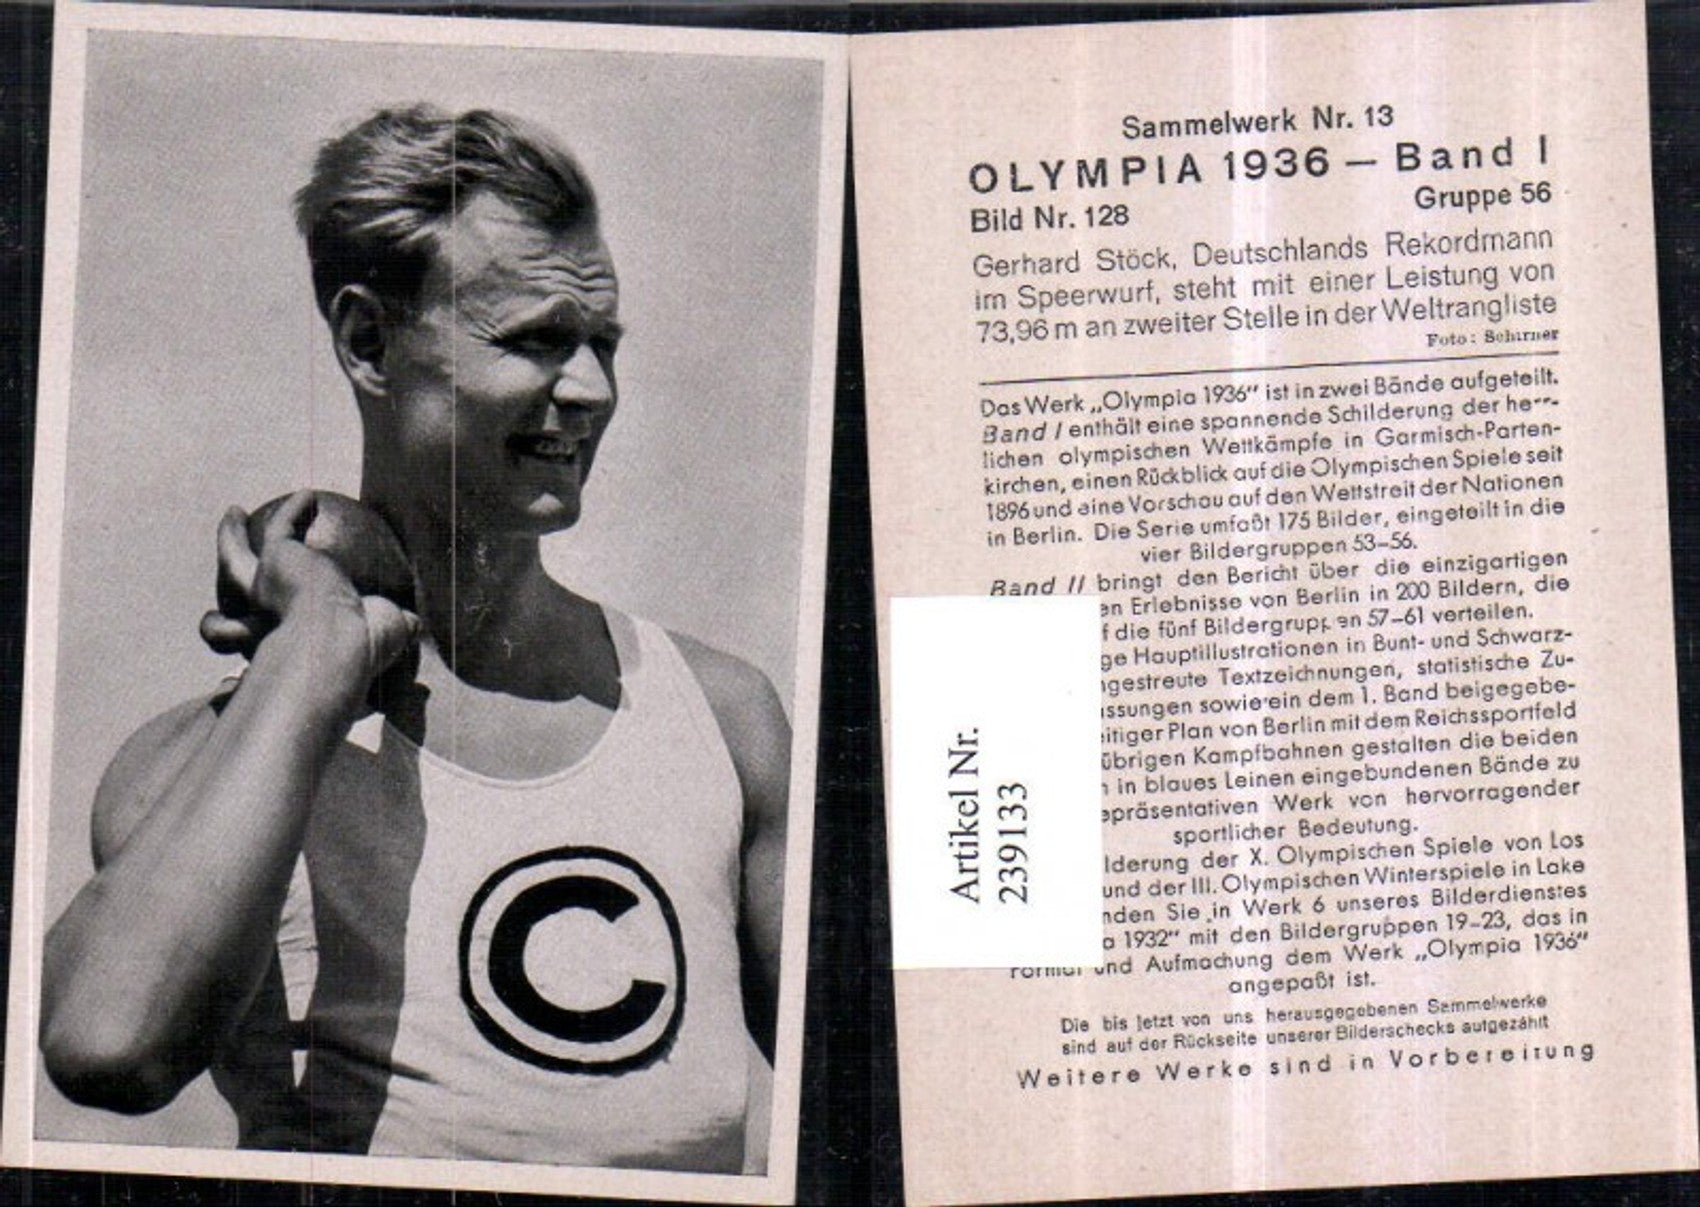 C
Sammelwerk Nr. 13
OLYMPIA 1936 — Band I
Bild Nr. 128
Gruppe 56
Gerhard Stöck, Deutschlands Rekordmann
im Speerwurf, steht mit einer Leistung von
73,96 m an zweiter Stelle in der Weltrangliste
Foto: Schirner
Das Werk „Olympia 1936“ ist in zwei Bände aufgeteilt.
Band I enthält eine spannende Schilderung der
lichen olympischen Wettkämpfe in Garmisch-Parten-
kirchen, einen Rückblick auf die Olympischen Spiele seit
1896 und eine Vorschau auf den Wettstreit der Nationen
in Berlin. Die Serie umfaßt 175 Bilder, eingeteilt in die
vier Bildergruppen 53–56.
Band II bringt den Bericht über die einzigartigen
en Erlebnisse von Berlin in 200 Bildern, die
f die fünf Bildergruppen 57–61 verteilen.
ge Hauptillustrationen in Bunt- und Schwarz-
ngestreute Textzeichnungen, statistische Zu-
assungen sowie ein dem 1. Band beigegebe-
eitiger Plan von Berlin mit dem Reichssportfeld
übrigen Kampfbahnen gestalten die beiden
in blaues Leinen eingebundenen Bände zu
epräsentativen Werk von hervorragender
sportlicher Bedeutung.
lderung der X. Olympischen Spiele von Los
und der III. Olympischen Winterspiele in Lake
nden Sie in Werk 6 unseres Bilderdienstes
a 1932“ mit den Bildergruppen 19–23, das in
Format und Aufmachung dem Werk „Olympia 1936“
angepaßt ist.
Die bis jetzt von uns herausgegebenen Sammelwerke
sind auf der Rückseite unserer Bilderschecks aufgezählt
Weitere Werke sind in Vorbereitung
Artikel Nr.
2391133